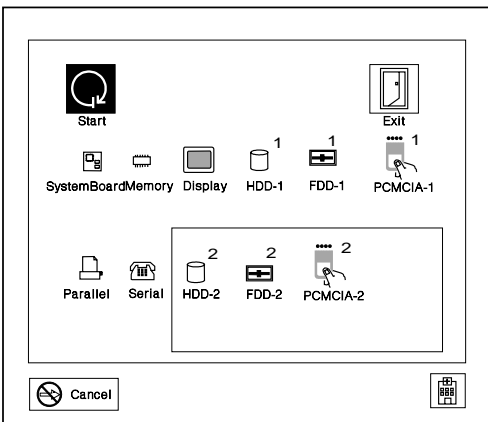 Start Exit
1 1 1
SystemBoard Memory Display HDD-1 FDD-1 PCMCIA-1
2 2 2
Parallel Serial HDD-2 FDD-2 PCMCIA-2
Cancel